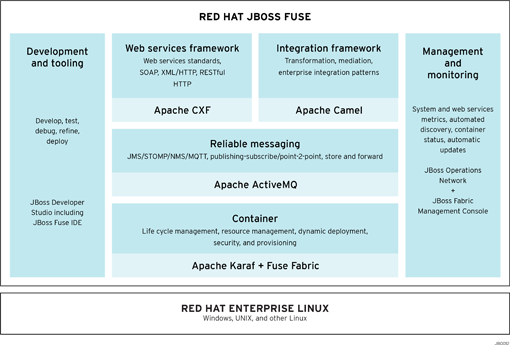 RED HAT JBOSS FUSE
Development
and tooling
Develop, test,
debug, refine,
deploy
JBoss Developer
Studio including
JBoss Fuse IDE
Web services framework
Web services standards,
SOAP, XML/HTTP, RESTful
HTTP
Apache CXF
Integration framework
Transformation, mediation,
enterprise integration patterns
Apache Camel
Reliable messaging
JMS/STOMP/NMS/MQTT, publishing-subscribe/point-2-point, store and forward
Apache ActiveMQ
Container
Life cycle management, resource management, dynamic deployment,
security, and provisioning
Apache Karaf + Fuse Fabric
Management
and
monitoring
System and web services
metrics, automated
discovery, container
status, automatic
updates
JBoss Operations
Network
+
JBoss Fabric
Management Console
RED HAT ENTERPRISE LINUX
Windows, UNIX, and other Linux